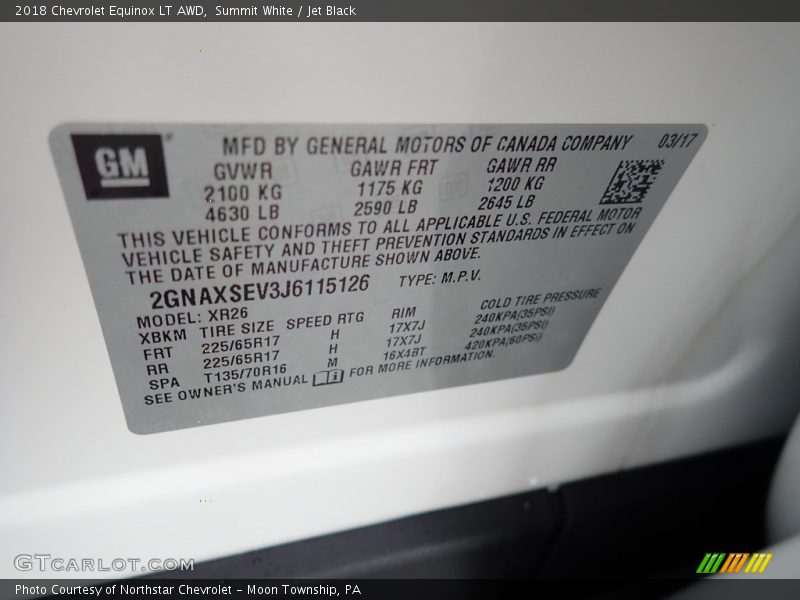 2018 Chevrolet Equinox LT AWD,  Summit White / Jet Black
GM
MFD BY GENERAL MOTORS OF CANADA COMPANY 03/17
GVWR GAWR FRT GAWR RR
2100 KG 1175 KG 1200 KG
4630 LB 2590 LB 2645 LB
THIS VEHICLE CONFORMS TO ALL APPLICABLE U.S. FEDERAL MOTOR
VEHICLE SAFETY AND THEFT PREVENTION STANDARDS IN EFFECT ON
THE DATE OF MANUFACTURE SHOWN ABOVE.
2GNAXSEV3J6115126 TYPE: M.P.V.
MODEL: XR26
XBKM TIRE SIZE SPEED RTG RIM COLD TIRE PRESSURE
FRT 225/65R17 H 17X7J 240KPA(35PSI)
RR 225/65R17 H 17X7J 240KPA(35PSI)
SPA T135/70R16 M 16X4BT 420KPA(60PSI)
SEE OWNER'S MANUAL FOR MORE INFORMATION.
GTCARLOT.COM
Photo Courtesy of Northstar Chevrolet - Moon Township, PA